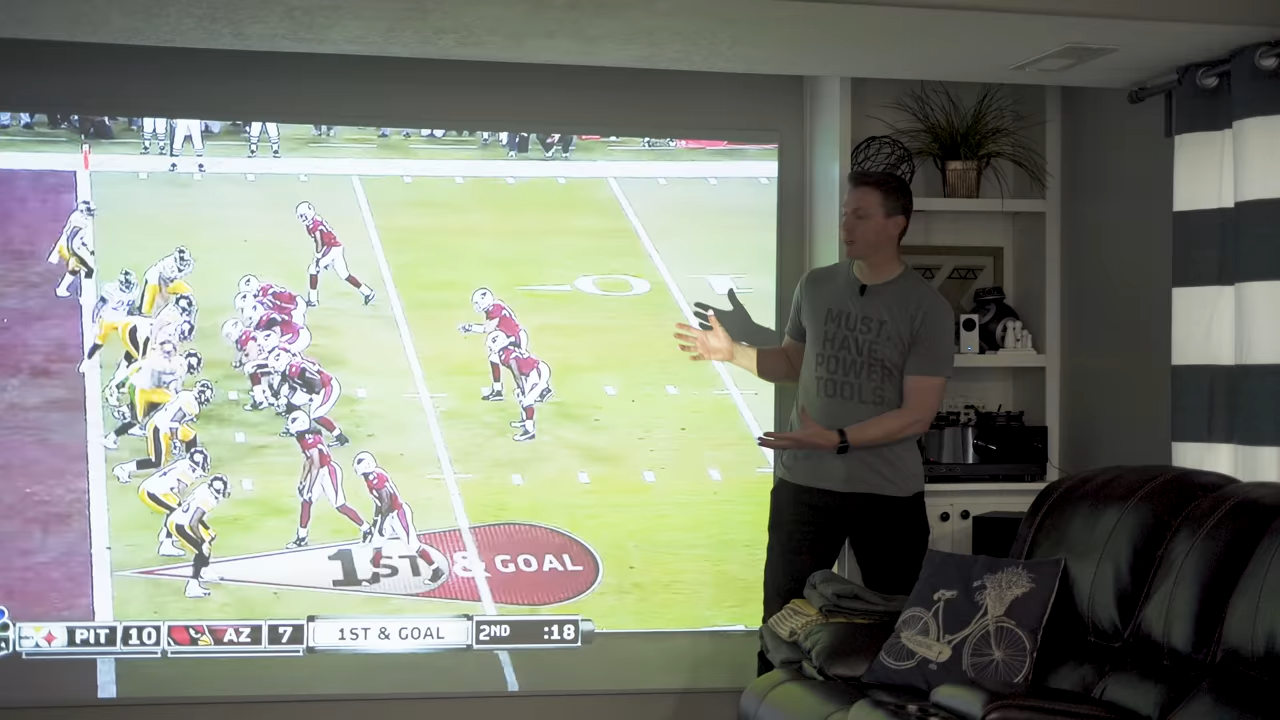 MUST
HAVE
POWER
TOOLS
1ST & GOAL
PIT 10 AZ 7 1ST & GOAL 2ND :18